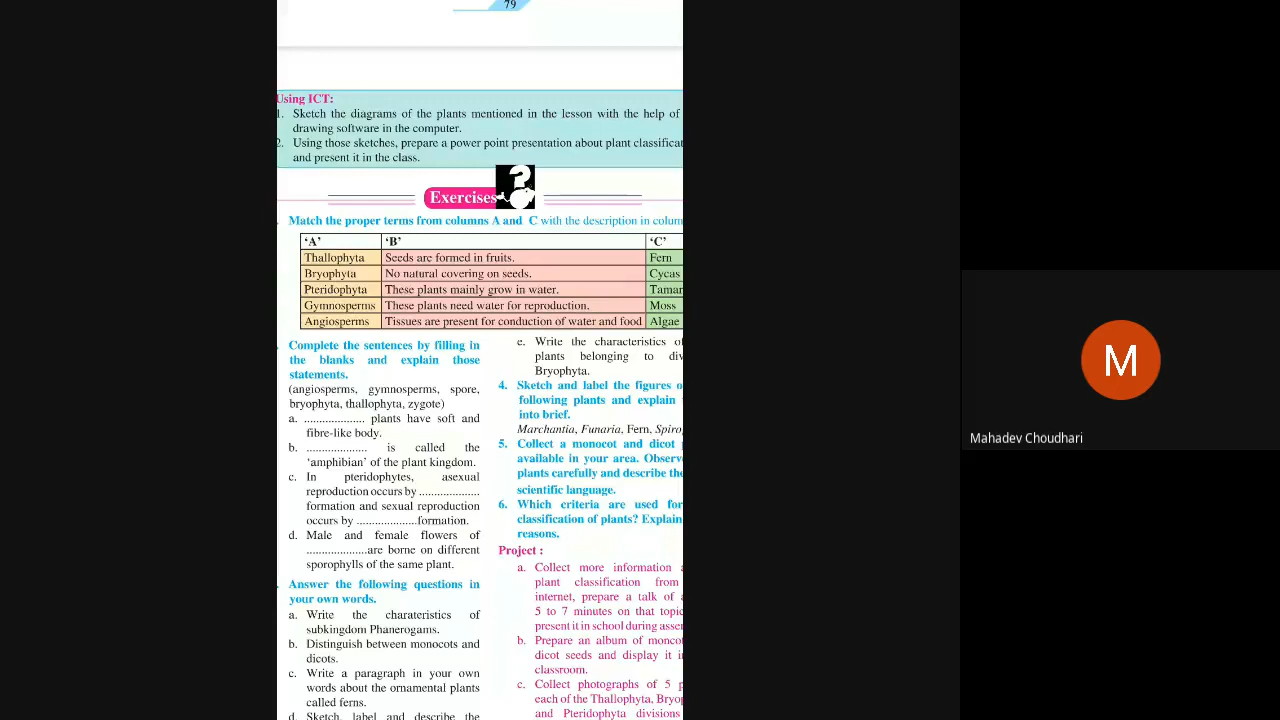 79
Using ICT:
1. Sketch the diagrams of the plants mentioned in the lesson with the help of
drawing software in the computer.
2. Using those sketches, prepare a power point presentation about plant
and present it in the class.
Exercises
Match the proper terms from columns A and C with the description in
‘A’ ‘B’ ‘C’
Thallophyta Seeds are formed in fruits. Fern
Bryophyta No natural covering on seeds. Cycas
Pteridophyta These plants mainly grow in water.
Gymnosperms These plants need water for reproduction. Moss
Angiosperms Tissues are present for conduction of water and food Algae
Complete the sentences by filling in
the blanks and explain those
statements.
(angiosperms, gymnosperms, spore,
bryophyta, thallophyta, zygote)
a. .................... plants have soft and
fibre-like body.
b. .................... is called the
‘amphibian’ of the plant kingdom.
c. In pteridophytes, asexual
reproduction occurs by ....................
formation and sexual reproduction
occurs by ....................formation.
d. Male and female flowers of
....................are borne on different
sporophylls of the same plant.
Answer the following questions in
your own words.
a. Write the charateristics of
subkingdom Phanerogams.
b. Distinguish between monocots and
dicots.
c. Write a paragraph in your own
words about the ornamental plants
called ferns.
d. Sketch, label and describe the
e. Write the characteristics of
plants belonging to
Bryophyta.
4. Sketch and label the figures
following plants and explain
into brief.
Marchantia, Funaria, Fern,
5. Collect a monocot and dicot
available in your area.
plants carefully and describe
scientific language.
6. Which criteria are used for
classification of plants? Explain
reasons.
Project :
a. Collect more information
plant classification from
internet, prepare a talk of
5 to 7 minutes on that
present it in school during
b. Prepare an album of
dicot seeds and display it
classroom.
c. Collect photographs of 5
each of the Thallophyta,
and Pteridophyta divisions
M
Mahadev Choudhari